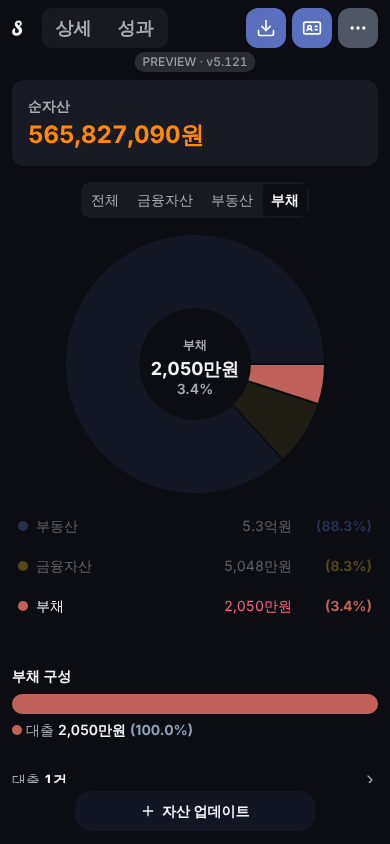 상세 성과
PREVIEW · v5.121
순자산
565,827,090원
전체 금융자산 부동산 부채
부채
2,050만원
3.4%
부동산 5.3억원 (88.3%)
금융자산 5,048만원 (8.3%)
부채 2,050만원 (3.4%)
부채 구성
대출 2,050만원 (100.0%)
대출 1건
+ 자산 업데이트